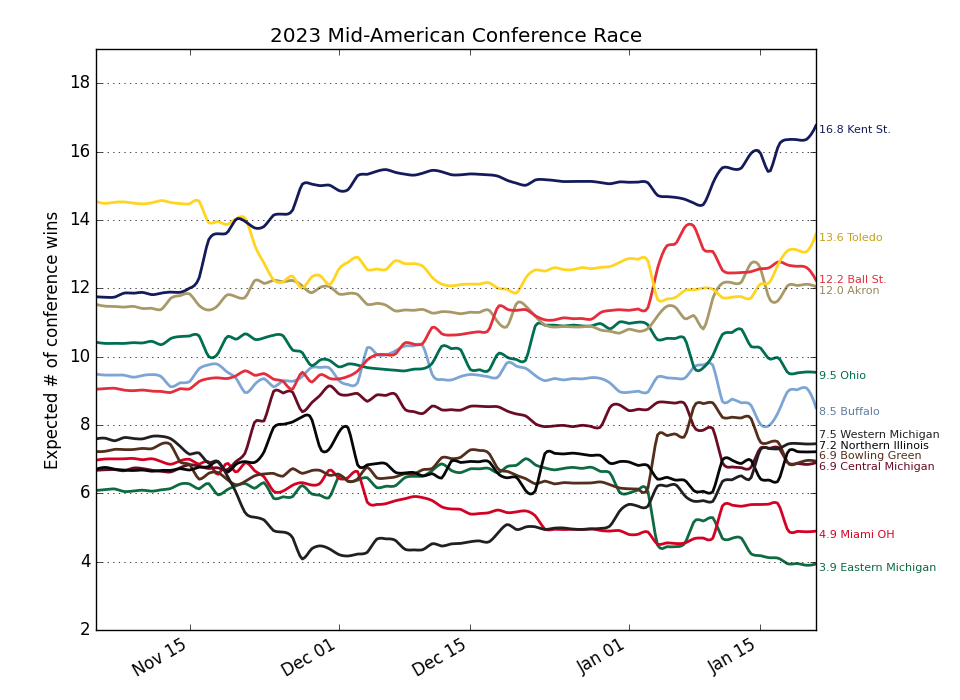 2023 Mid-American Conference Race
Expected # of conference wins
18
16
14
12
10
8
6
4
2
Nov 15
Dec 01
Dec 15
Jan 01
Jan 15
16.8 Kent St.
13.6 Toledo
12.2 Ball St.
12.0 Akron
9.5 Ohio
8.5 Buffalo
7.5 Western Michigan
7.2 Northern Illinois
6.9 Bowling Green
6.9 Central Michigan
4.9 Miami OH
3.9 Eastern Michigan